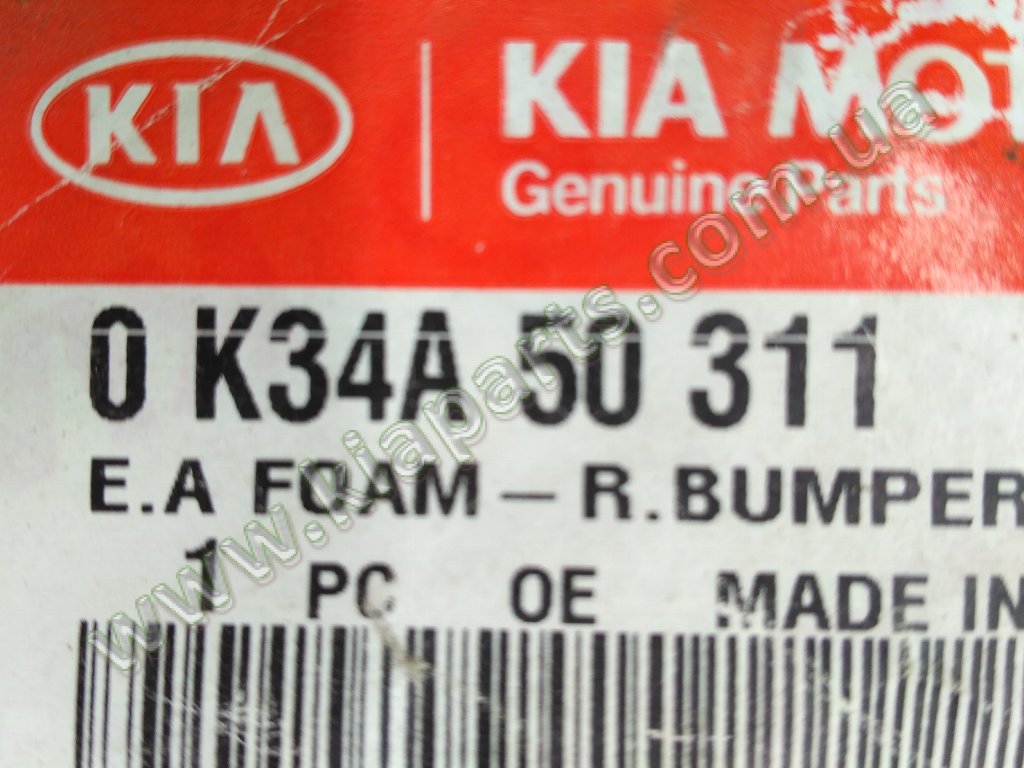 KIA
KIA MOT
Genuine Parts
0 K34A 50 311
E.A FOAM – R.BUMPER
1 PC OE MADE IN
www.kiaparts.com.ua